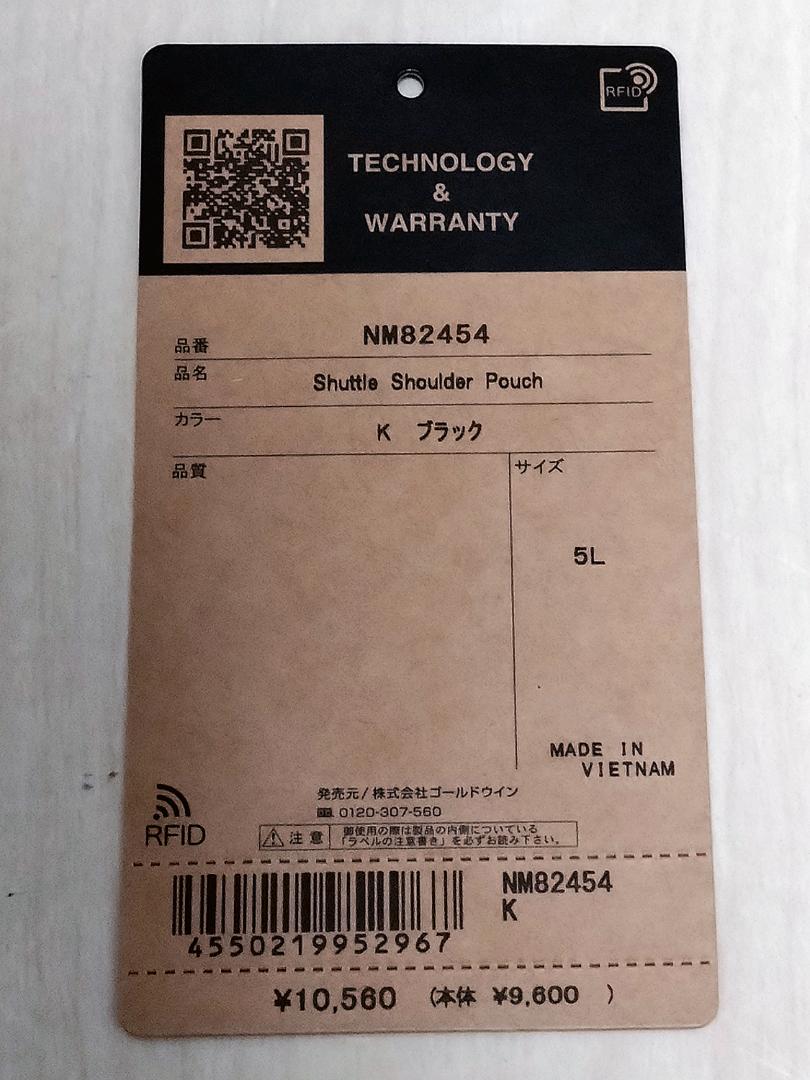 RFID
TECHNOLOGY
&
WARRANTY
品番 NM82454
品名 Shuttle Shoulder Pouch
カラー K ブラック
品質
サイズ
5L
MADE IN
VIETNAM
発売元/株式会社ゴールドウイン
0120-307-560
RFID
注意 御使用の際は製品の内側についている
「ラベルの注意書き」を必ずお読み下さい。
NM82454
K
4550219952967
¥10,560 (本体 ¥9,600 )